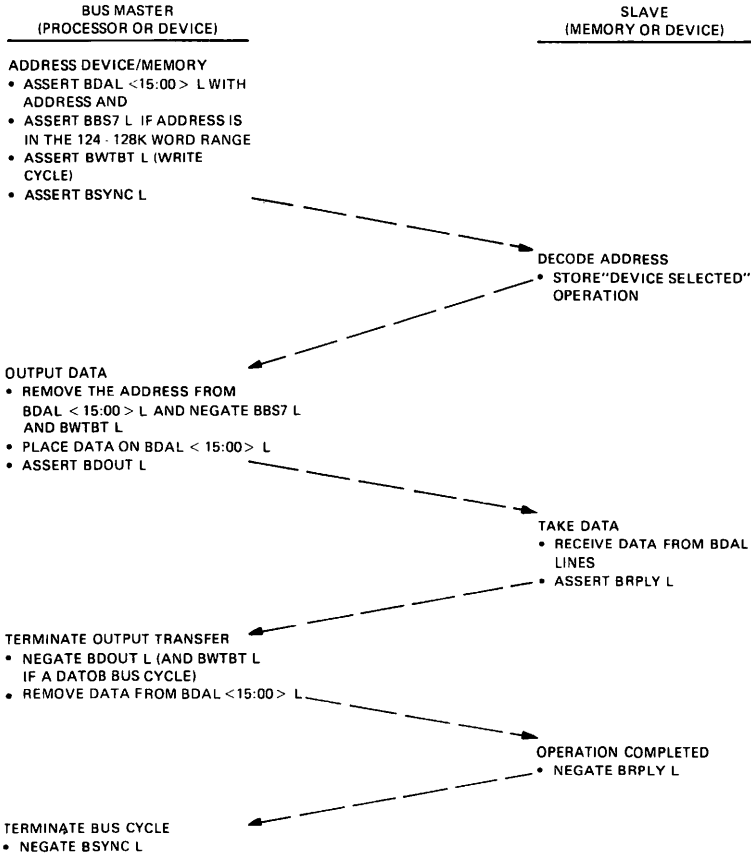 BUS MASTER
(PROCESSOR OR DEVICE)
SLAVE
(MEMORY OR DEVICE)
ADDRESS DEVICE/MEMORY
• ASSERT BDAL <15:00> L WITH
ADDRESS AND
• ASSERT BBS7 L IF ADDRESS IS
IN THE 124 - 128K WORD RANGE
• ASSERT BWTBT L (WRITE
CYCLE)
• ASSERT BSYNC L
DECODE ADDRESS
• STORE"DEVICE SELECTED"
OPERATION
OUTPUT DATA
• REMOVE THE ADDRESS FROM
BDAL < 15:00 > L AND NEGATE BBS7 L
AND BWTBT L
• PLACE DATA ON BDAL < 15:00 > L
• ASSERT BDOUT L
TAKE DATA
• RECEIVE DATA FROM BDAL
LINES
• ASSERT BRPLY L
TERMINATE OUTPUT TRANSFER
• NEGATE BDOUT L (AND BWTBT L
IF A DATOB BUS CYCLE)
• REMOVE DATA FROM BDAL <15:00 > L
OPERATION COMPLETED
• NEGATE BRPLY L
TERMINATE BUS CYCLE
• NEGATE BSYNC L